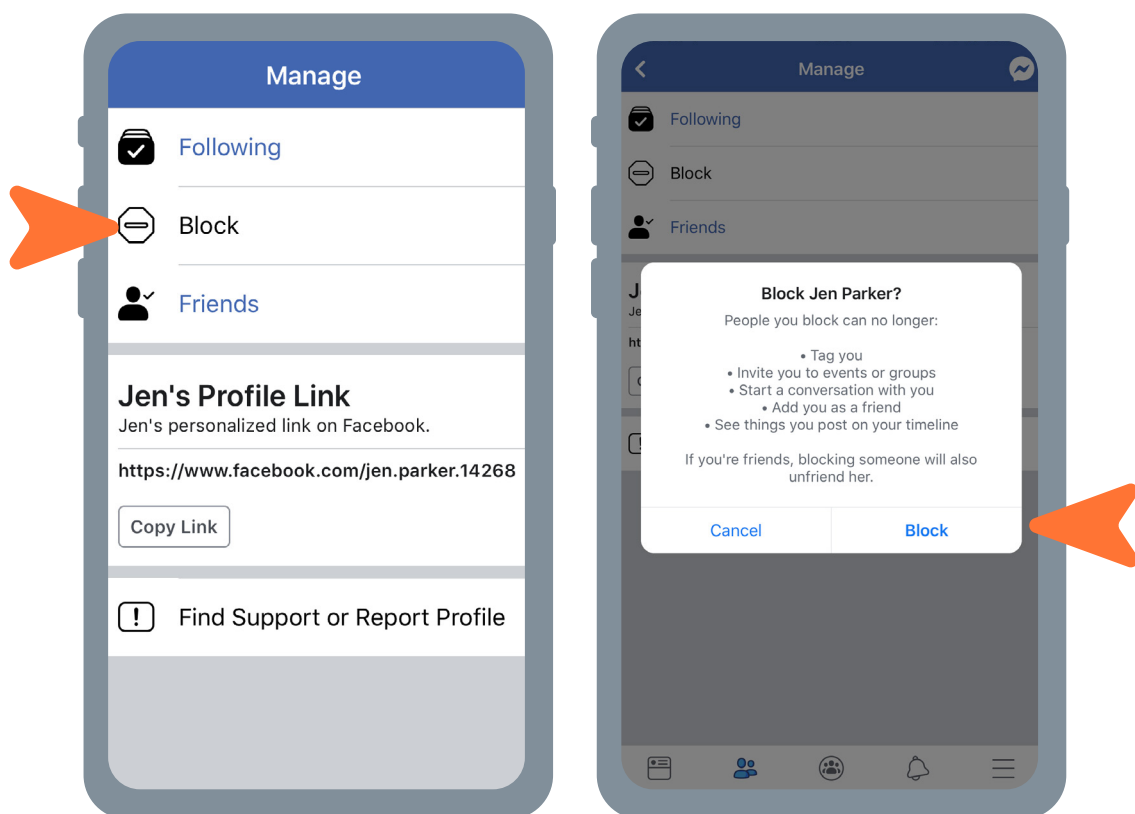 Manage
Following
Block
Friends
Jen's Profile Link
Jen's personalized link on Facebook.
https://www.facebook.com/jen.parker.14268
Copy Link
Find Support or Report Profile
Manage
Following
Block
Friends
Block Jen Parker?
People you block can no longer:
• Tag you
• Invite you to events or groups
• Start a conversation with you
• Add you as a friend
• See things you post on your timeline
If you're friends, blocking someone will also
unfriend her.
Cancel
Block